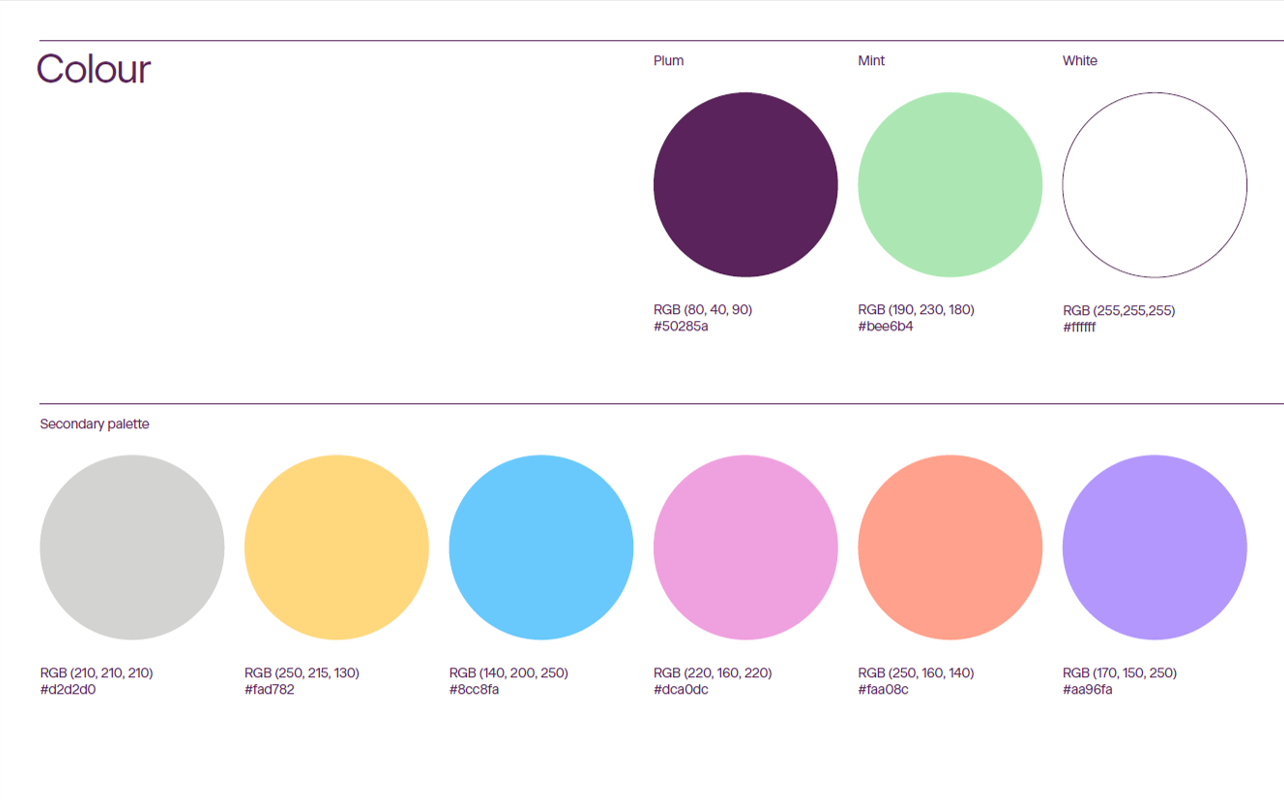 Colour
Plum
Mint
White
RGB (80, 40, 90)
#50285a
RGB (190, 230, 180)
#bee6b4
RGB (255,255,255)
#ffffff
Secondary palette
RGB (210, 210, 210)
#d2d2d0
RGB (250, 215, 130)
#fad782
RGB (140, 200, 250)
#8cc8fa
RGB (220, 160, 220)
#dca0dc
RGB (250, 160, 140)
#faa08c
RGB (170, 150, 250)
#aa96fa